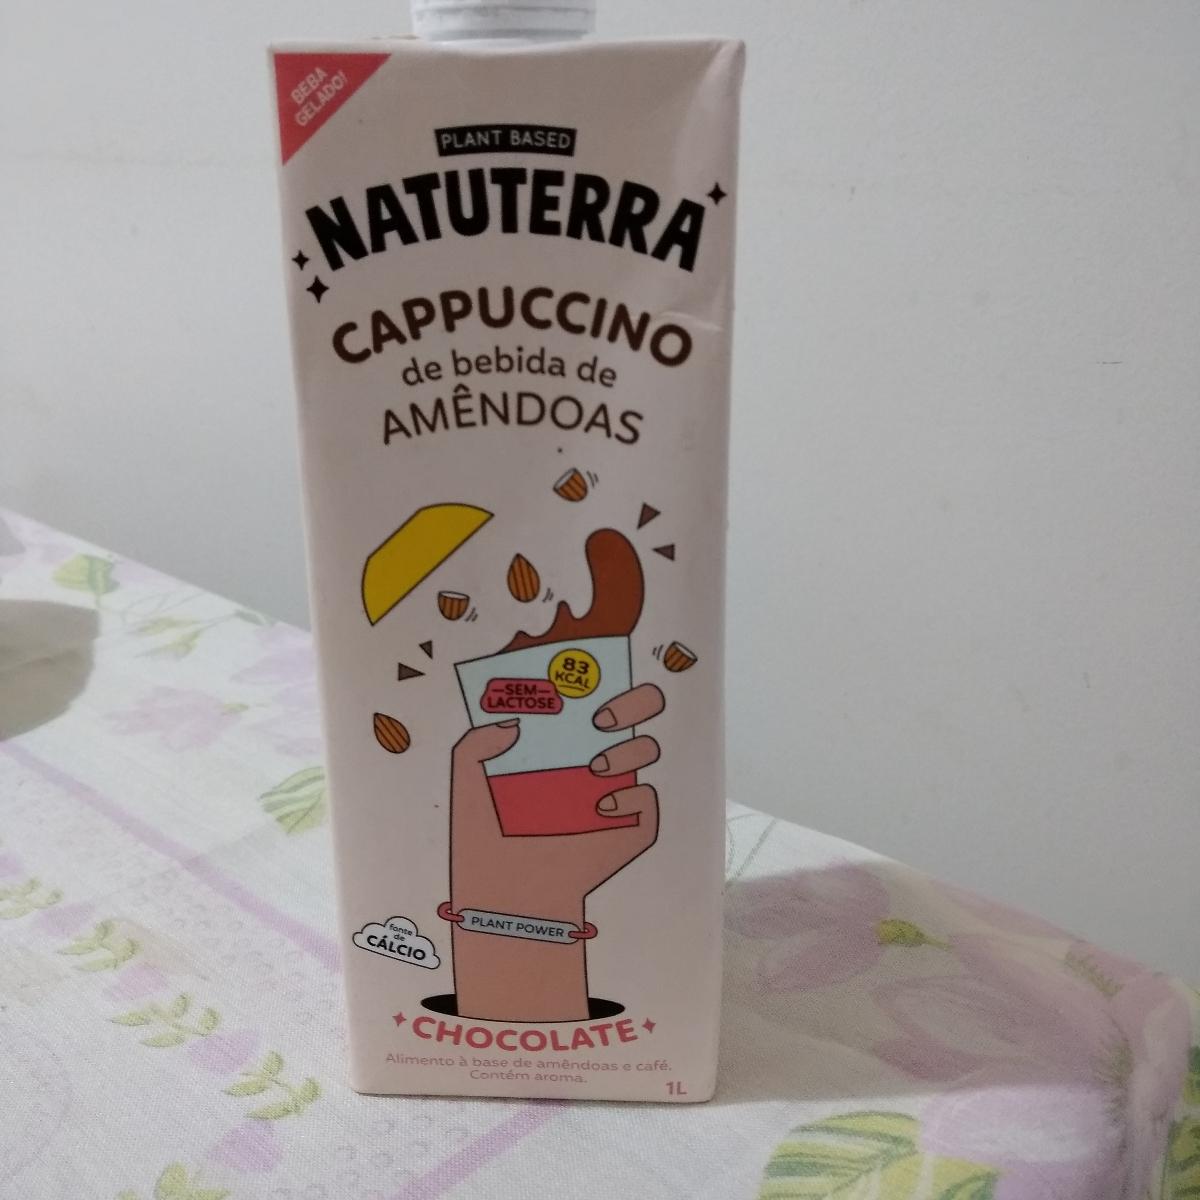 BEBA
GELADO!
PLANT BASED
NATUTERRA
CAPPUCCINO
de bebida de
AMÊNDOAS
83
KCAL
—SEM—
LACTOSE
PLANT POWER
fonte
de
CÁLCIO
CHOCOLATE
Alimento à base de amêndoas e café.
Contém aroma.
1L